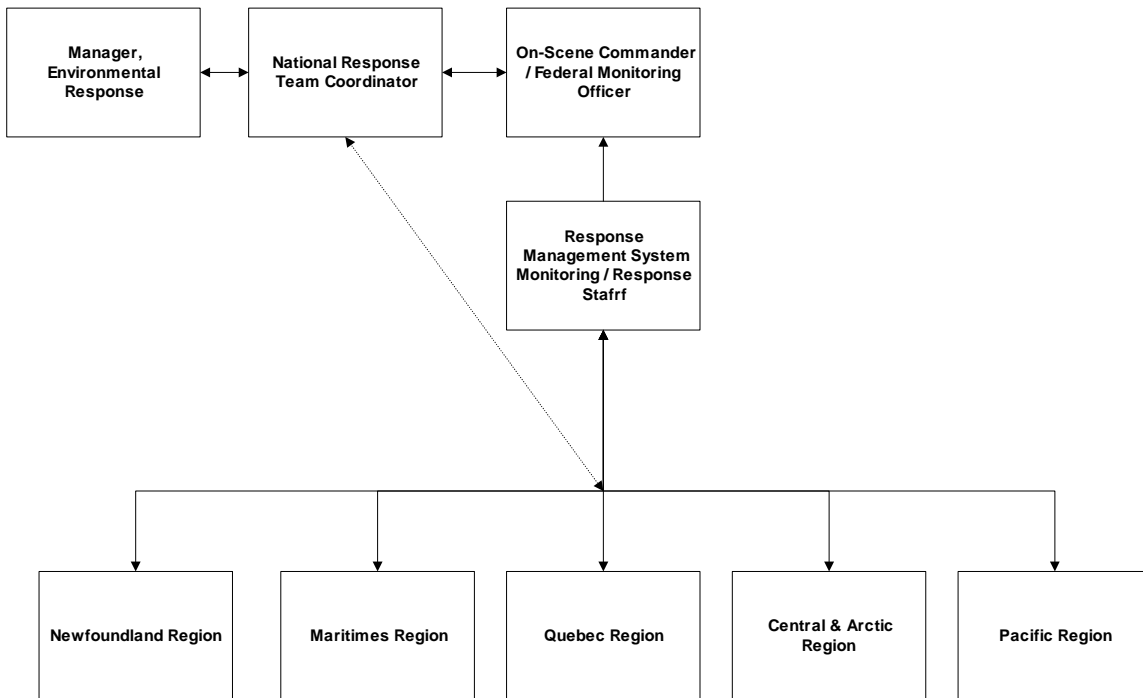 Manager,
Environmental
Response
National Response
Team Coordinator
On-Scene Commander
/ Federal Monitoring
Officer
Response
Management System
Monitoring / Response
Stafrf
Newfoundland Region
Maritimes Region
Quebec Region
Central & Arctic
Region
Pacific Region